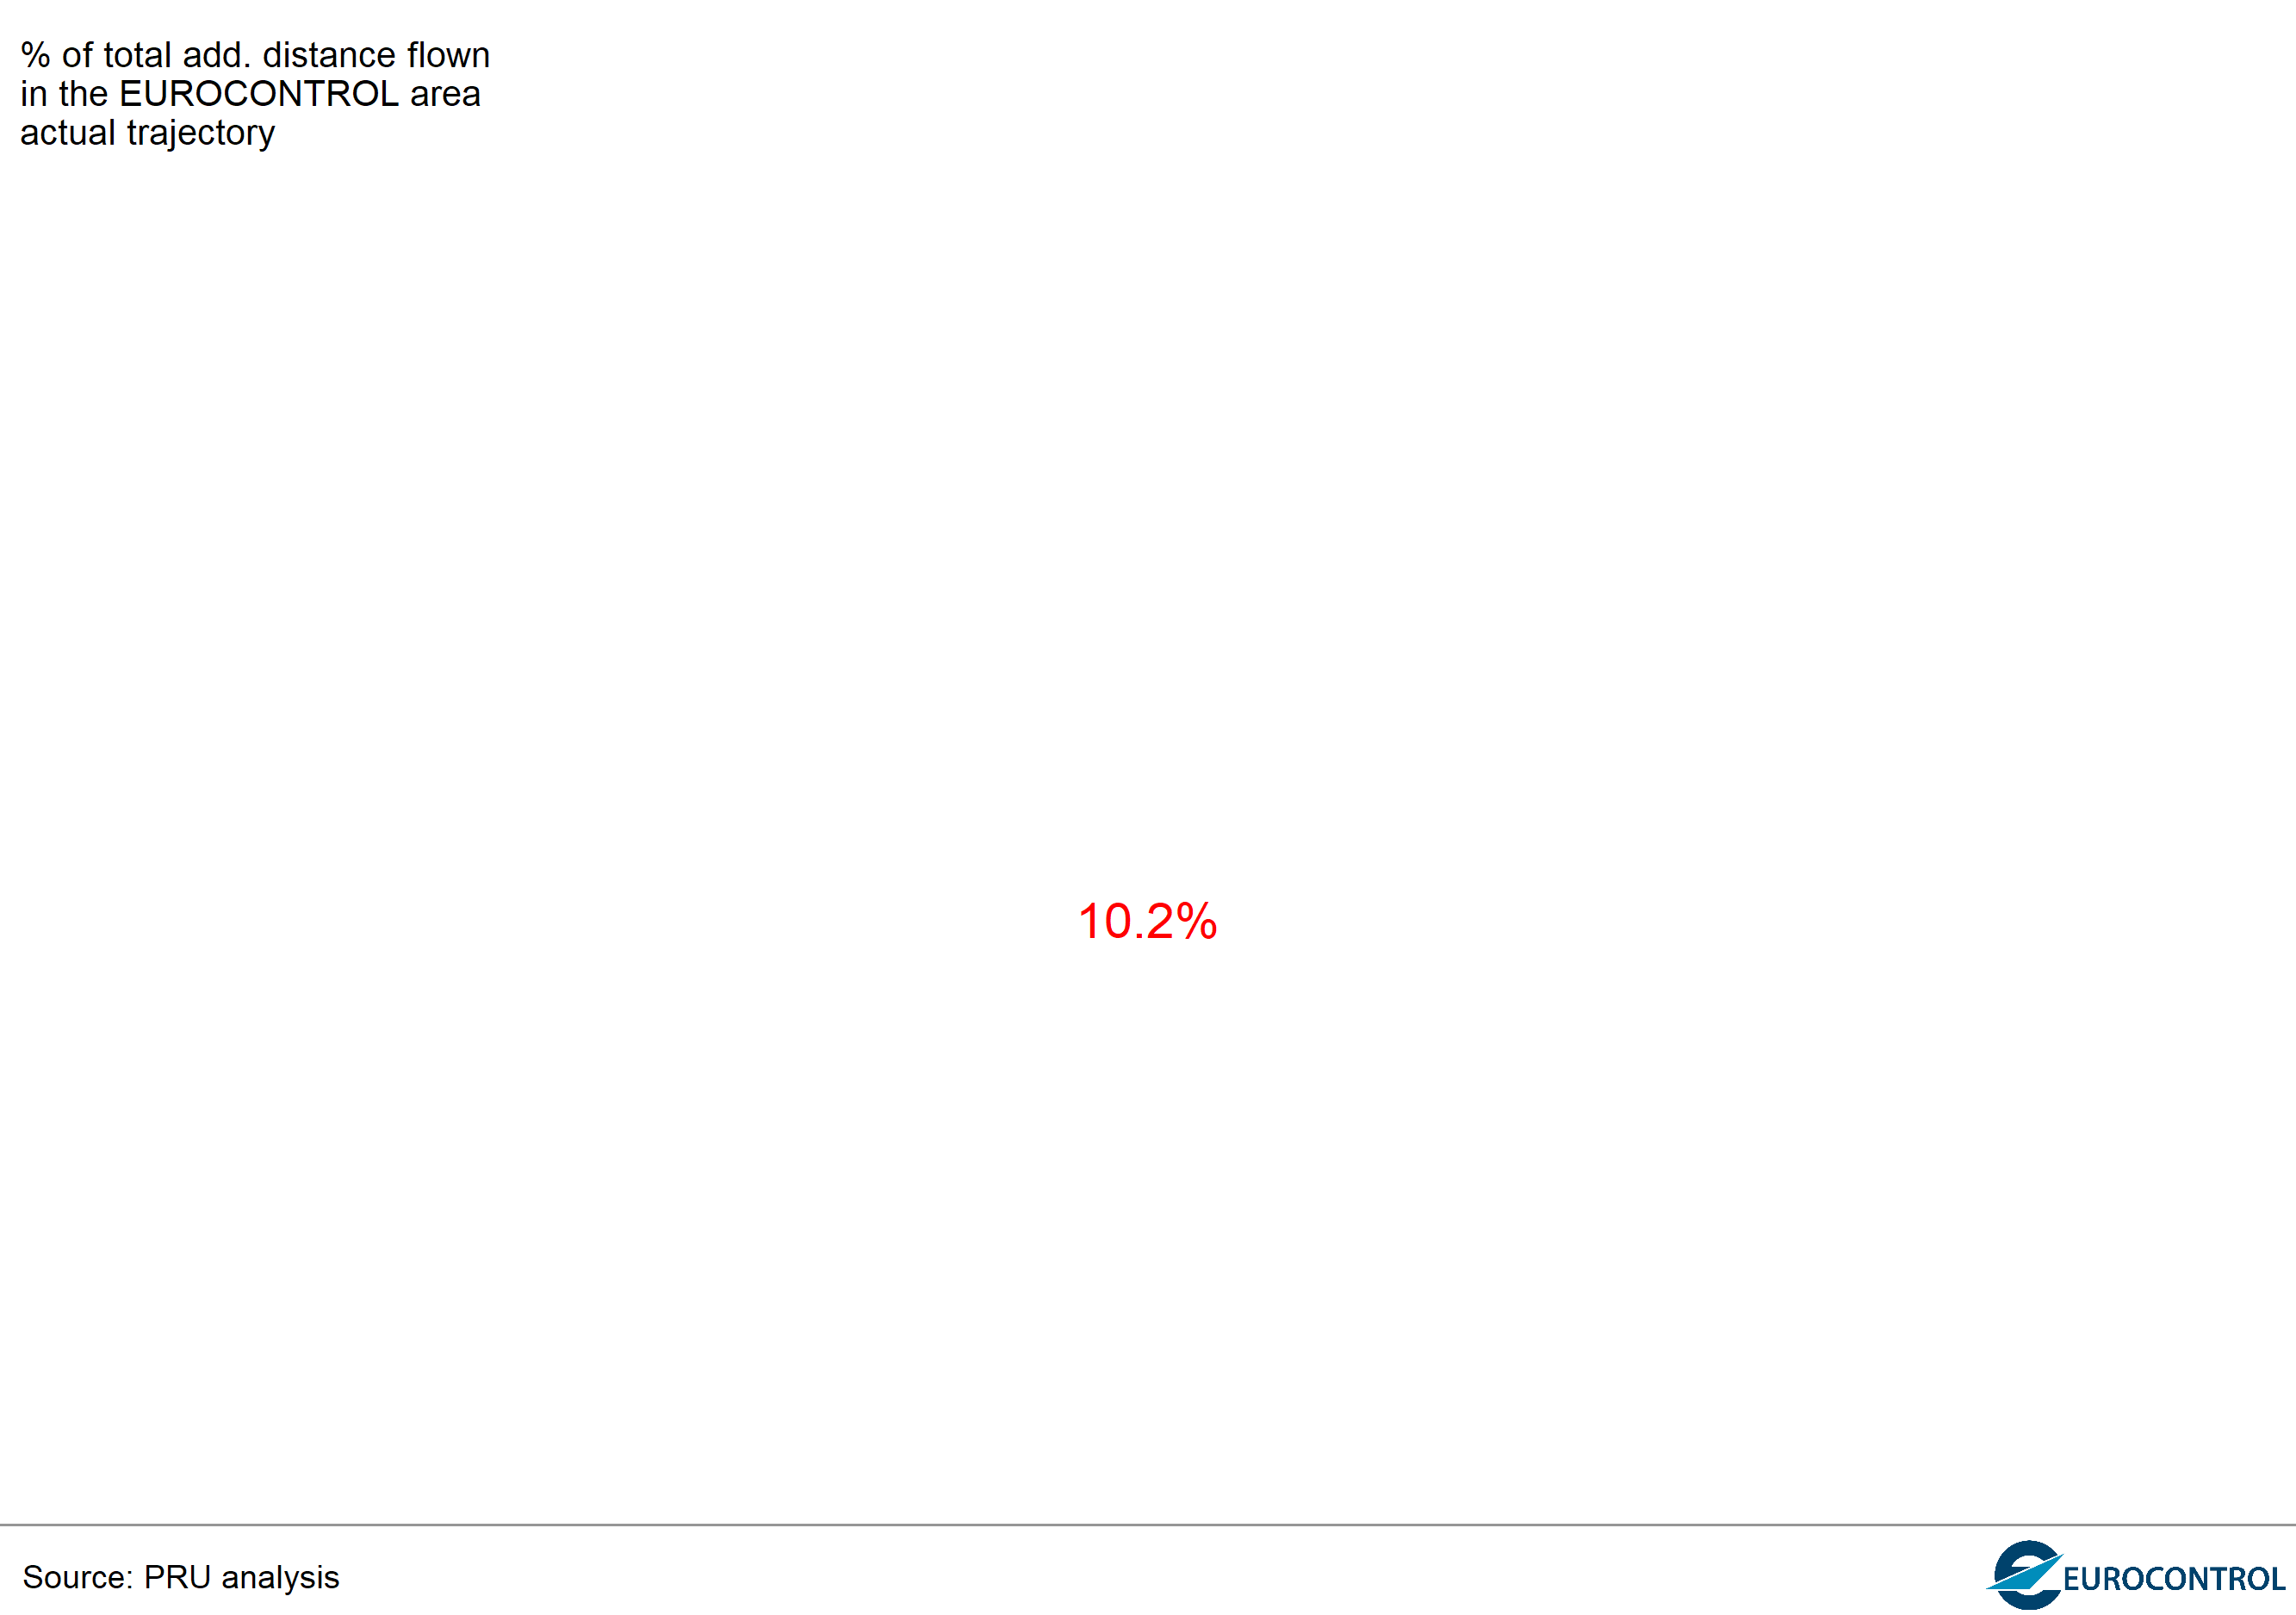 % of total add. distance flown
in the EUROCONTROL area
actual trajectory
10.2%
Source: PRU analysis
EUROCONTROL